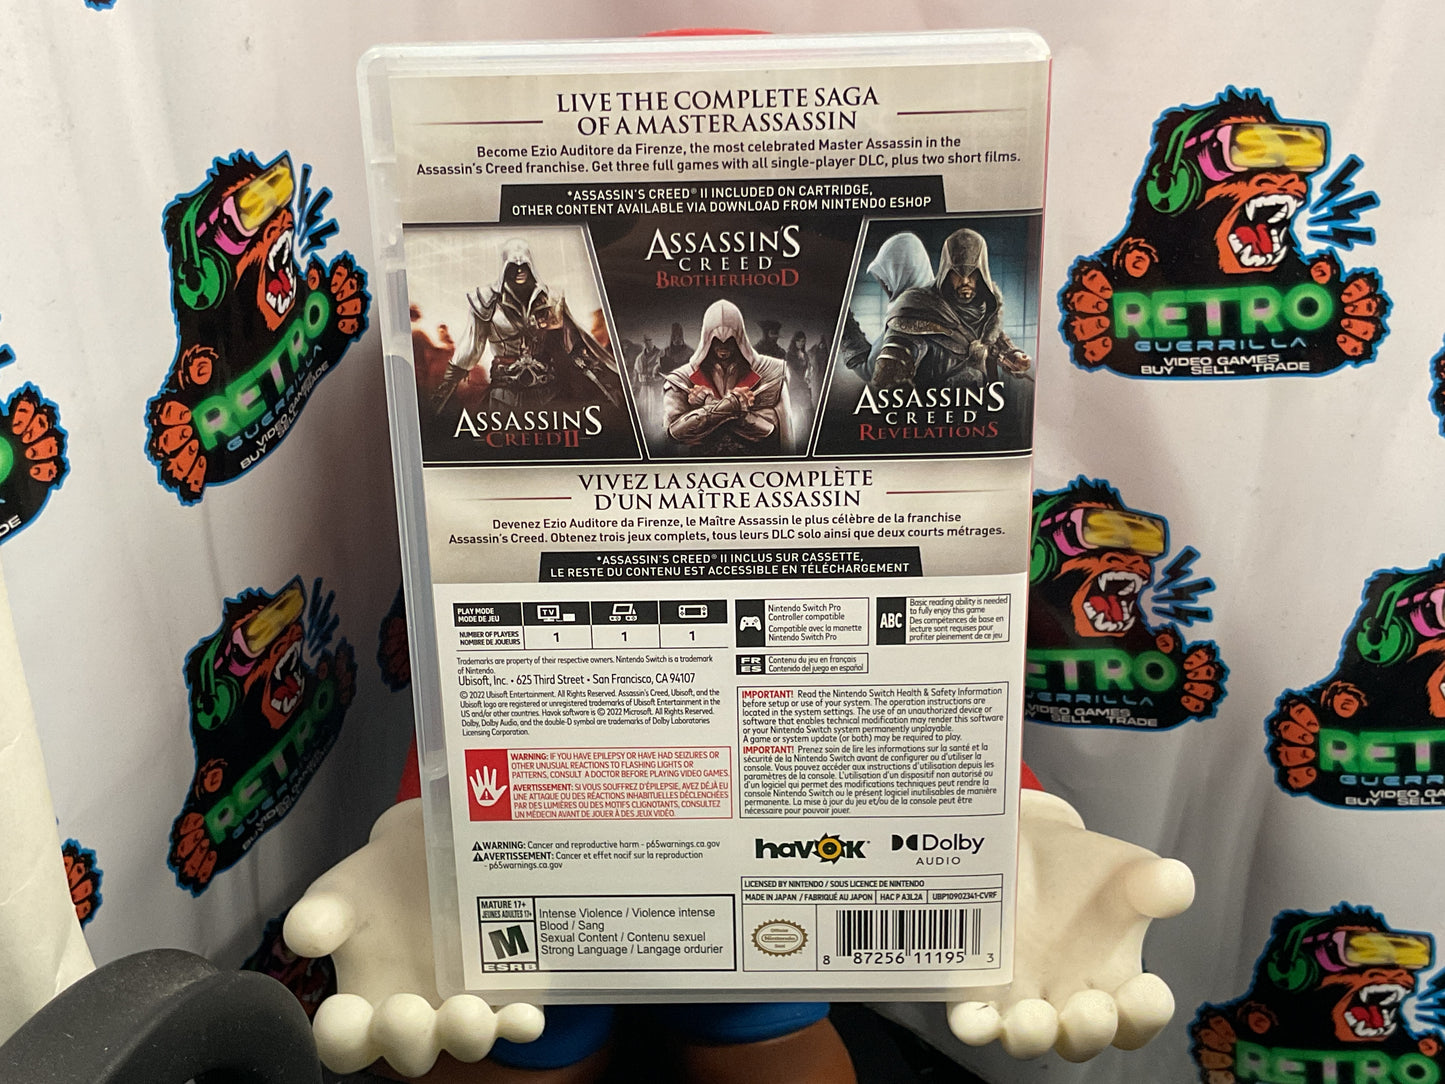 LIVE THE COMPLETE SAGA
OF A MASTER ASSASSIN
Become Ezio Auditore da Firenze, the most celebrated Master Assassin in the
Assassin's Creed franchise. Get three full games with all single-player DLC, plus two short films.
*ASSASSIN'S CREED® II INCLUDED ON CARTRIDGE,
OTHER CONTENT AVAILABLE VIA DOWNLOAD FROM NINTENDO ESHOP
ASSASSIN'S
CREED II
ASSASSIN'S
CREED
BROTHERHOOD
ASSASSIN'S
CREED
REVELATIONS
VIVEZ LA SAGA COMPLÈTE
D'UN MAÎTRE ASSASSIN
Devenez Ezio Auditore da Firenze, le Maître Assassin le plus célèbre de la franchise
Assassin's Creed. Obtenez trois jeux complets, tous leurs DLC solo ainsi que deux courts métrages.
*ASSASSIN'S CREED® II INCLUS SUR CASSETTE,
LE RESTE DU CONTENU EST ACCESSIBLE EN TÉLÉCHARGEMENT
PLAY MODE
MODE DE JEU
TV
NUMBER OF PLAYERS
NOMBRE DE JOUEURS
1
1
1
Nintendo Switch Pro
Controller compatible
Compatible avec la manette
Nintendo Switch Pro
ABC
Basic reading ability is needed
to fully enjoy this game
Des compétences de base en
lecture sont requises pour
profiter pleinement de ce jeu
FR
ES
Contenu du jeu en français
Contenido del juego en español
Trademarks are property of their respective owners. Nintendo Switch is a trademark
of Nintendo.
Ubisoft, Inc. • 625 Third Street • San Francisco, CA 94107
© 2022 Ubisoft Entertainment. All Rights Reserved. Assassin's Creed, Ubisoft, and the
Ubisoft logo are registered or unregistered trademarks of Ubisoft Entertainment in the
US and/or other countries. Havok software is © 2022 Microsoft. All Rights Reserved.
Dolby, Dolby Audio, and the double-D symbol are trademarks of Dolby Laboratories
Licensing Corporation.
IMPORTANT! Read the Nintendo Switch Health & Safety Information
before setup or use of your system. The operation instructions are
located in the system settings. The use of an unauthorized device or
software that enables technical modification may render this software
or your Nintendo Switch system permanently unplayable.
A game or system update (or both) may be required to play.
IMPORTANT! Prenez soin de lire les informations sur la santé et la
sécurité de la Nintendo Switch avant de configurer ou d'utiliser la
console. Vous pouvez accéder aux instructions d'utilisation depuis les
paramètres de la console. L'utilisation d'un dispositif non autorisé ou
d'un logiciel qui permet des modifications techniques peut rendre la
console Nintendo Switch ou le présent logiciel inutilisables de manière
permanente. La mise à jour du jeu et/ou de la console peut être
nécessaire pour pouvoir jouer.
WARNING: IF YOU HAVE EPILEPSY OR HAVE HAD SEIZURES OR
OTHER UNUSUAL REACTIONS TO FLASHING LIGHTS OR
PATTERNS, CONSULT A DOCTOR BEFORE PLAYING VIDEO GAMES.
AVERTISSEMENT: SI VOUS SOUFFREZ D'ÉPILEPSIE, AVEZ DÉJÀ EU
UNE ATTAQUE OU DES RÉACTIONS INHABITUELLES DÉCLENCHÉES
PAR DES LUMIÈRES OU DES MOTIFS CLIGNOTANTS, CONSULTEZ
UN MÉDECIN AVANT DE JOUER À DES JEUX VIDÉO.
⚠WARNING: Cancer and reproductive harm - p65warnings.ca.gov
⚠AVERTISSEMENT: Cancer et effet nocif sur la reproduction
- p65warnings.ca.gov
havok
Dolby
AUDIO
LICENSED BY NINTENDO / SOUS LICENCE DE NINTENDO
MADE IN JAPAN / FABRIQUÉ AU JAPON
HAC P A3L2A
UBP10902341-CVRF
MATURE 17+
JEUNES ADULTES 17+
M
ESRB
Intense Violence / Violence intense
Blood / Sang
Sexual Content / Contenu sexuel
Strong Language / Langage ordurier
Official
Nintendo
Seal
8 87256 11195 3
RETRO
GUERRILLA
VIDEO GAMES
BUY SELL TRADE
RETRO
GUERRILLA
VIDEO GAMES
BUY SELL TRADE
RETRO
GUERRILLA
VIDEO GAMES
SELL TRADE
RETRO
GUERRILLA
RETRO
GUERRILLA
VIDEO GA
BUY SELL
RETRO